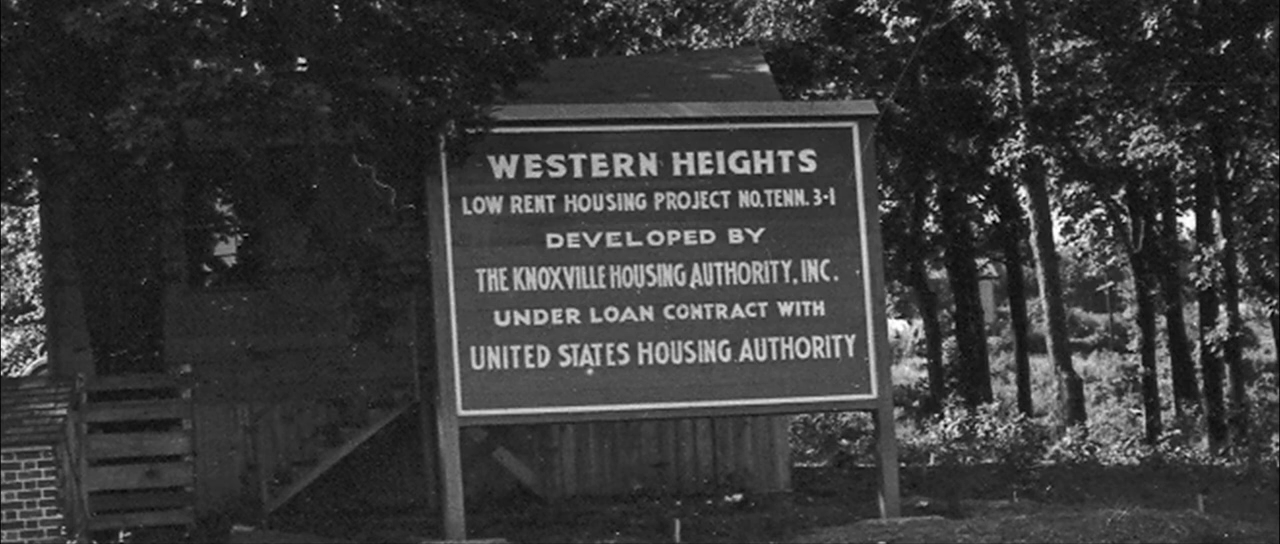 WESTERN HEIGHTS
LOW RENT HOUSING PROJECT NO. TENN. 3-1
DEVELOPED BY
THE KNOXVILLE HOUSING AUTHORITY, INC.
UNDER LOAN CONTRACT WITH
UNITED STATES HOUSING AUTHORITY